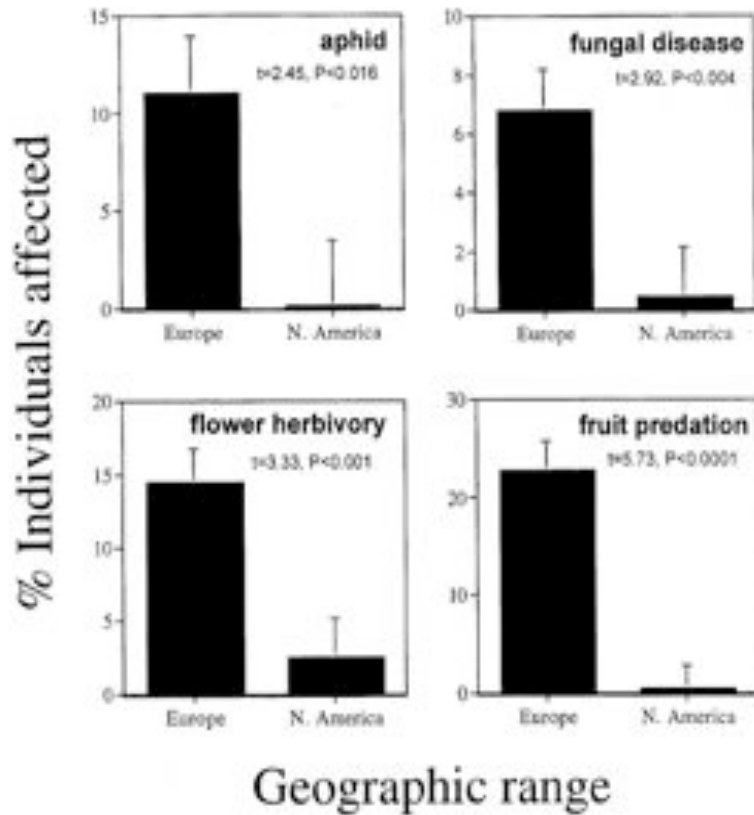 % Individuals affected
15
10
5
0
aphid
t=2.45, P<0.016
Europe N. America
10
8
6
4
2
0
fungal disease
t=2.92, P<0.004
Europe N. America
20
15
10
5
0
flower herbivory
t=3.33, P<0.001
Europe N. America
30
20
10
0
fruit predation
t=5.73, P<0.0001
Europe N. America
Geographic range